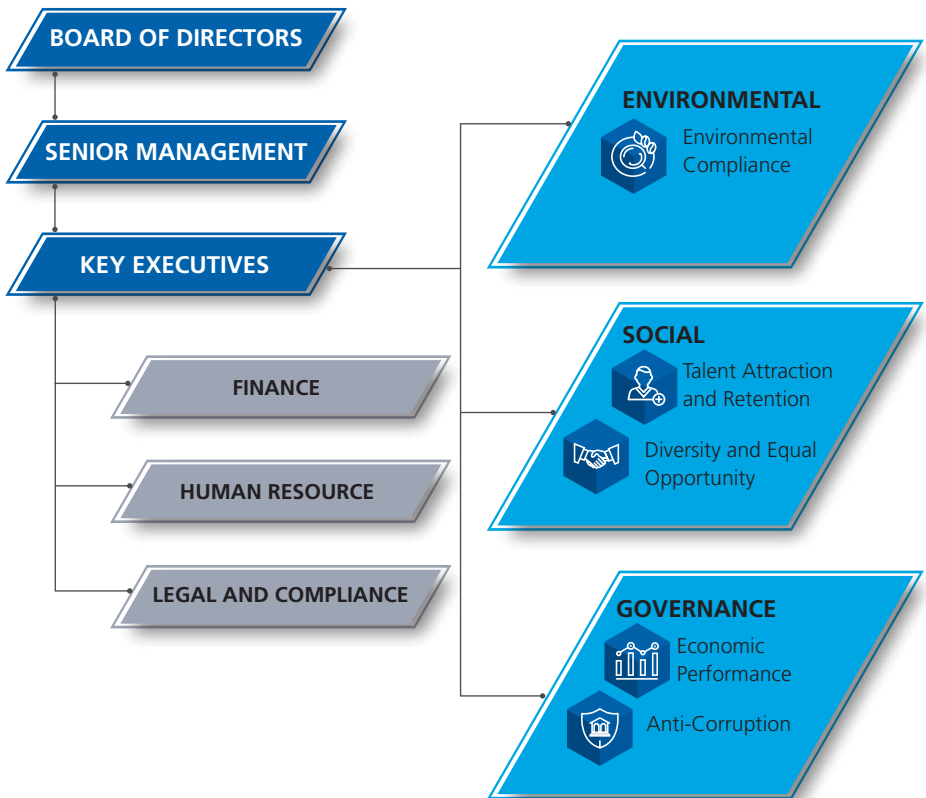 BOARD OF DIRECTORS
SENIOR MANAGEMENT
KEY EXECUTIVES
FINANCE
HUMAN RESOURCE
LEGAL AND COMPLIANCE
ENVIRONMENTAL
Environmental
Compliance
SOCIAL
Talent Attraction
and Retention
Diversity and Equal
Opportunity
GOVERNANCE
Economic
Performance
Anti-Corruption